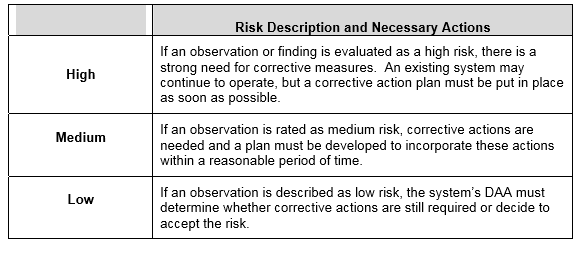 Risk Description and Necessary Actions
High
If an observation or finding is evaluated as a high risk, there is a
strong need for corrective measures.  An existing system may
continue to operate, but a corrective action plan must be put in place
as soon as possible.
Medium
If an observation is rated as medium risk, corrective actions are
needed and a plan must be developed to incorporate these actions
within a reasonable period of time.
Low
If an observation is described as low risk, the system's DAA must
determine whether corrective actions are still required or decide to
accept the risk.